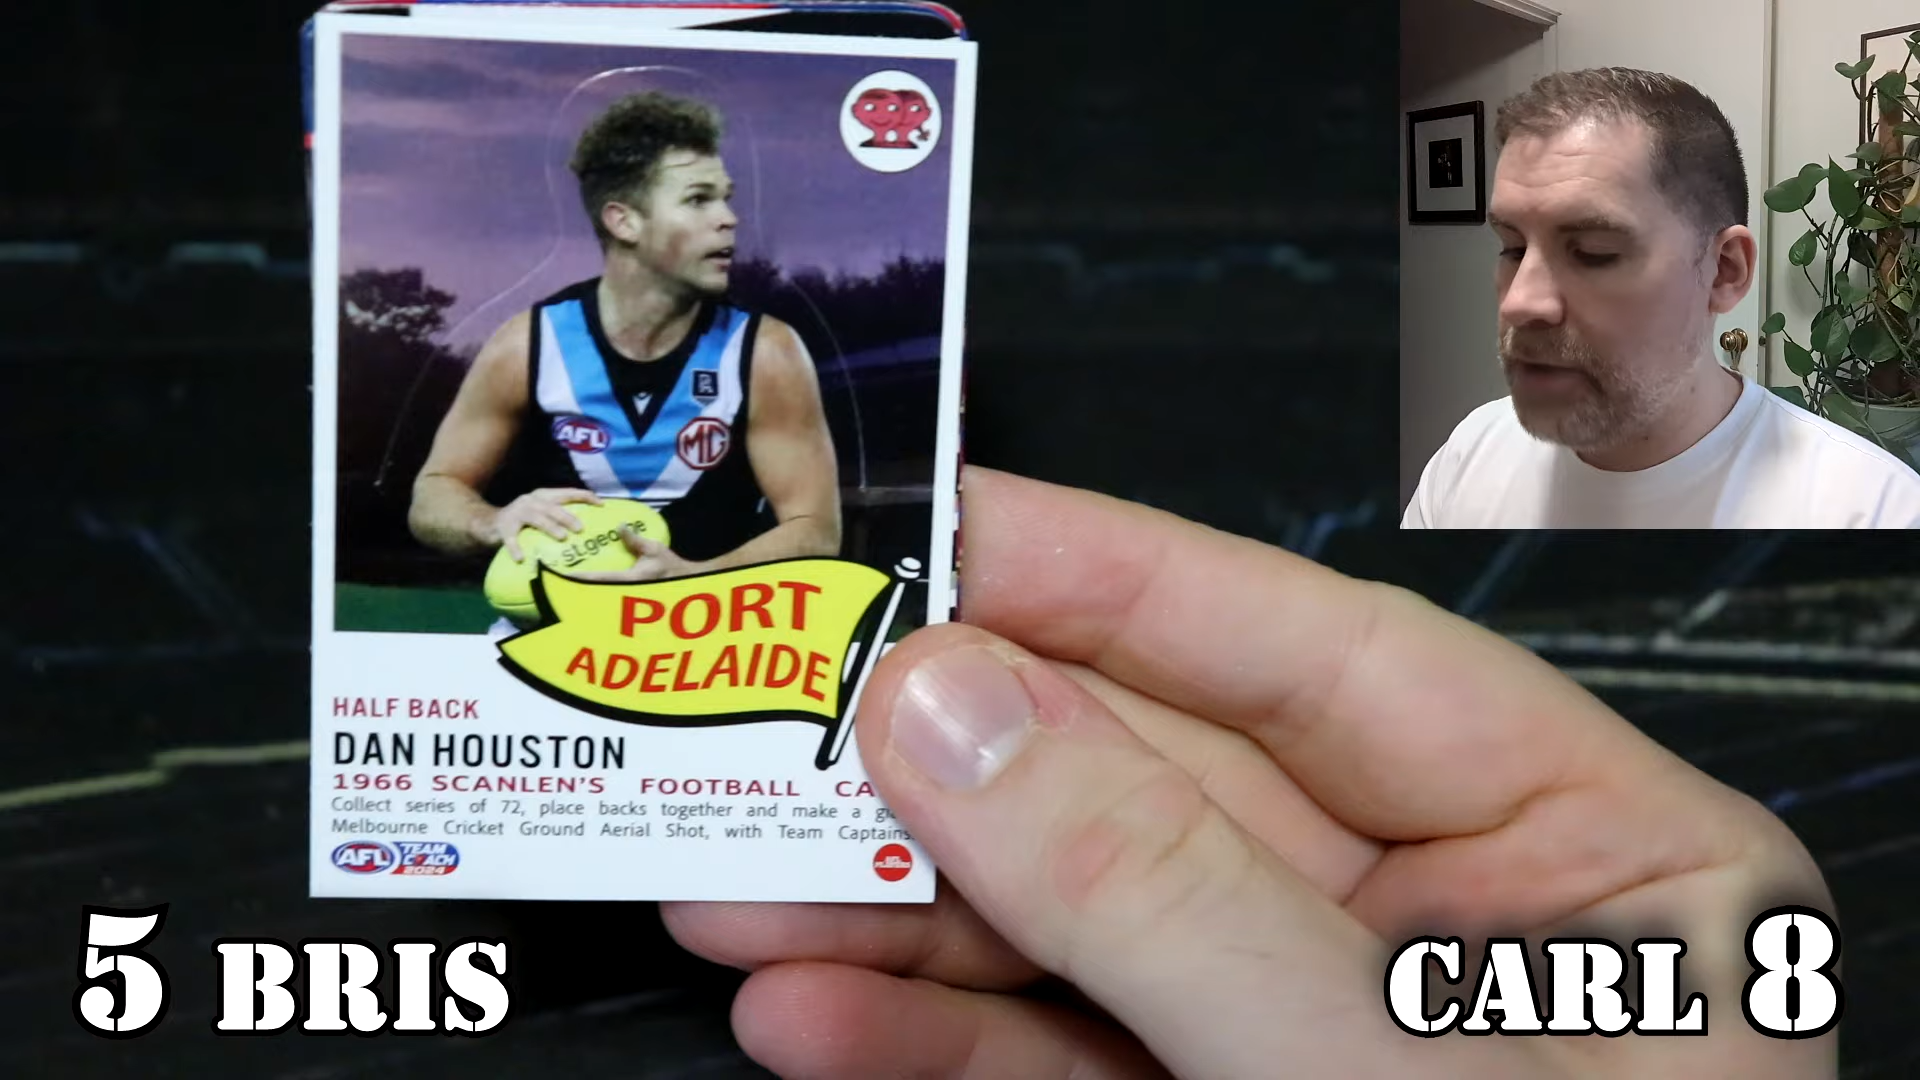 st.george
AFL
MG
PORT
ADELAIDE
HALF BACK
DAN HOUSTON
1966 SCANLEN'S FOOTBALL
Collect series of 72, place backs together and make a
Melbourne Cricket Ground Aerial Shot, with Team Captains
AFL TEAM
COACH
2024
AFL
PLAYERS
5 BRIS
CARL 8